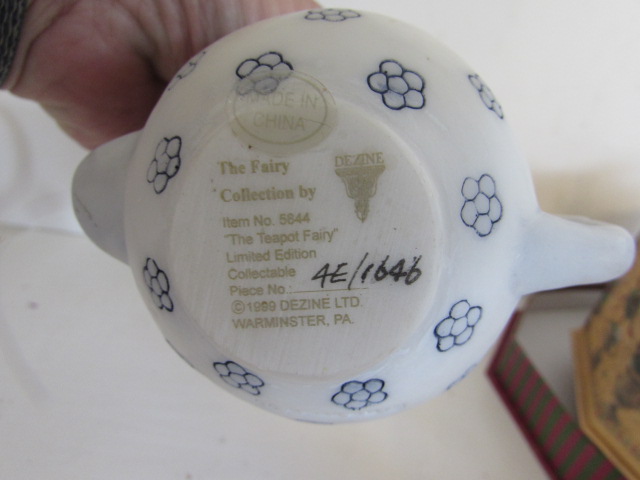 MADE IN
CHINA
The Fairy
Collection by
DEZINE
Item No. 5844
"The Teapot Fairy"
Limited Edition
Collectable
Piece No.: 4E/1646
©1999 DEZINE LTD.
WARMINSTER, PA.